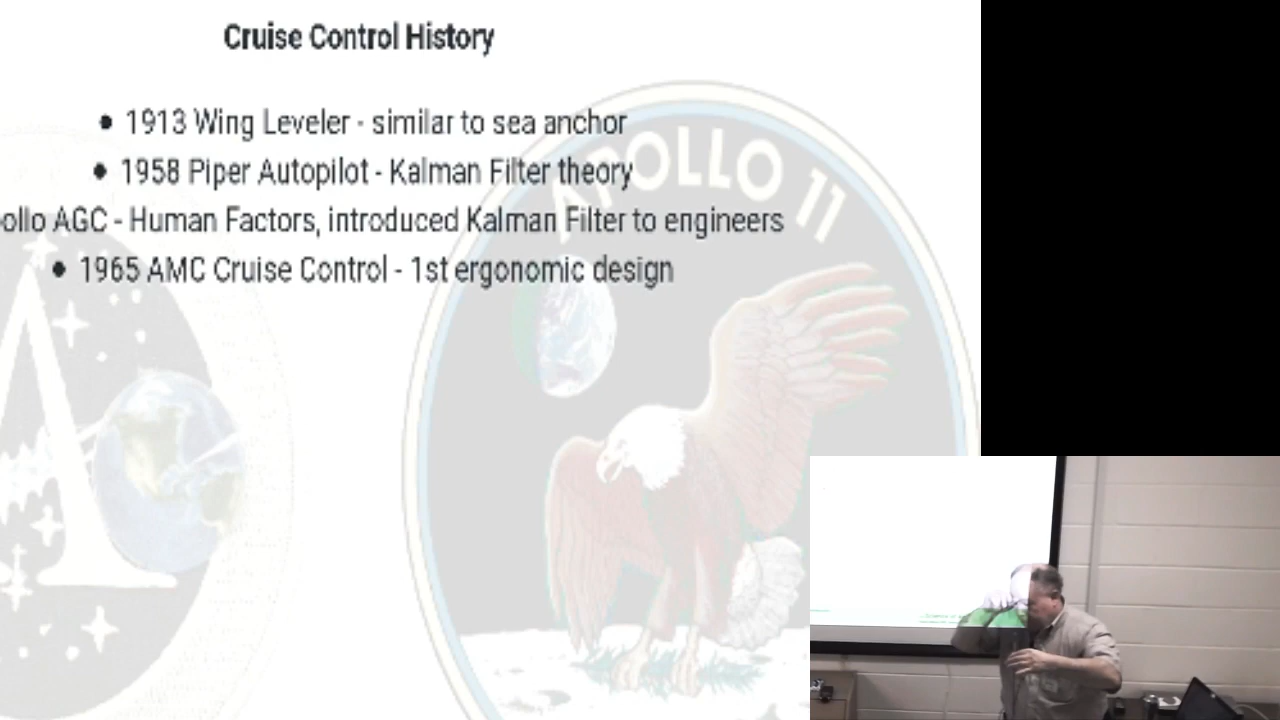 Cruise Control History
• 1913 Wing Leveler - similar to sea anchor
• 1958 Piper Autopilot - Kalman Filter theory
ollo AGC - Human Factors, introduced Kalman Filter to engineers
• 1965 AMC Cruise Control - 1st ergonomic design
APOLLO 11